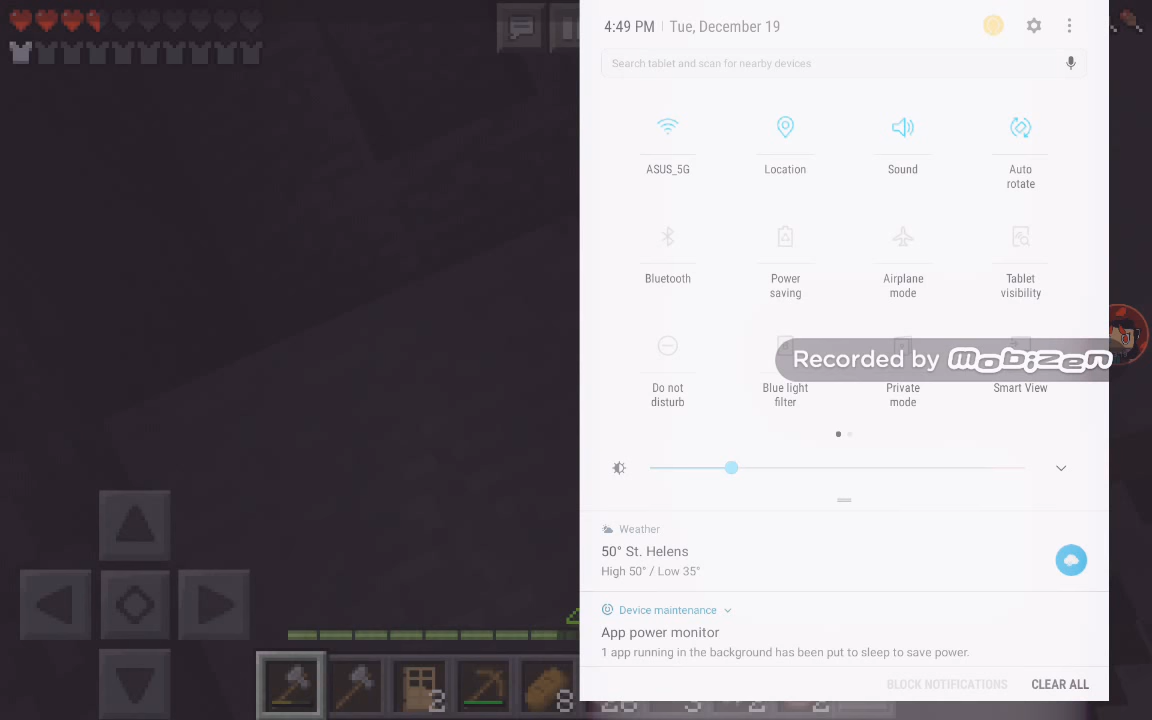 4:49 PM | Tue, December 19
Search tablet and scan for nearby devices
ASUS_5G
Location
Sound
Auto
rotate
Bluetooth
Power
saving
Airplane
mode
Tablet
visibility
Recorded by mobizen
Do not
disturb
Blue light
filter
Private
mode
Smart View
Weather
50° St. Helens
High 50° / Low 35°
Device maintenance
App power monitor
1 app running in the background has been put to sleep to save power.
BLOCK NOTIFICATIONS
CLEAR ALL
2
8